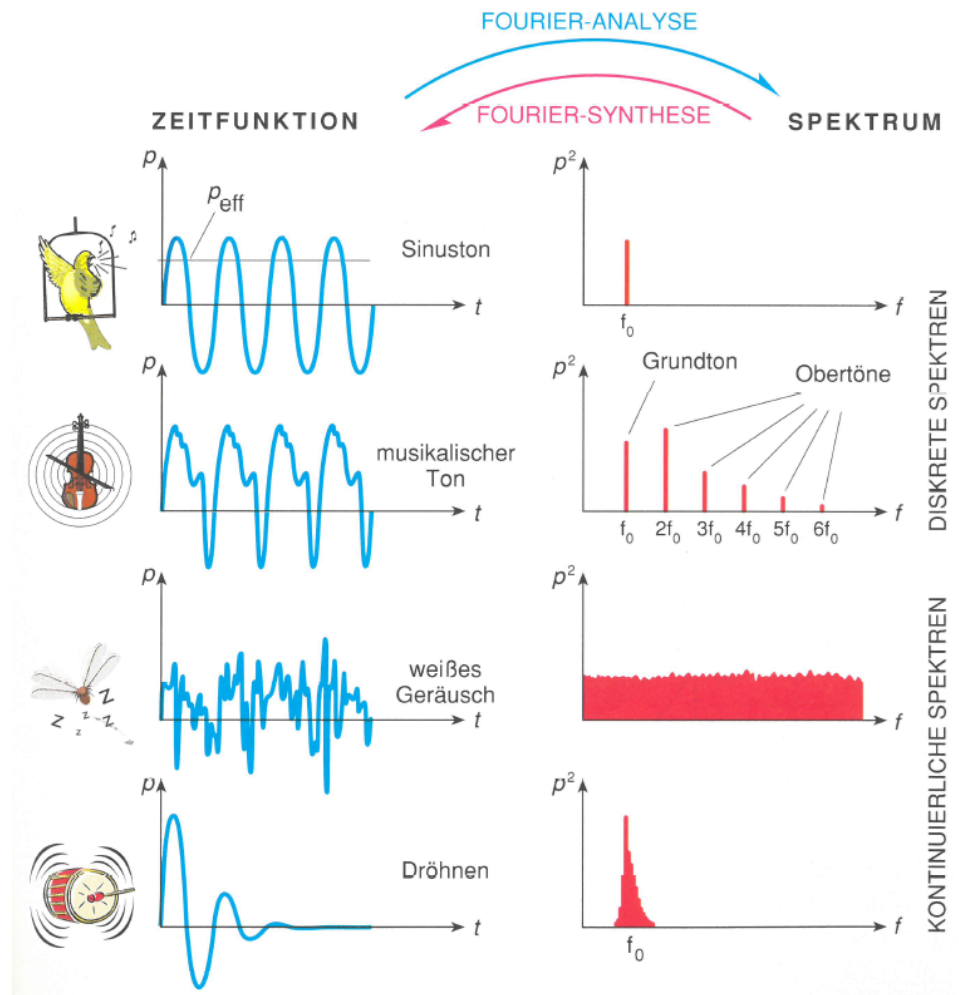 FOURIER-ANALYSE
FOURIER-SYNTHESE
ZEITFUNKTION
SPEKTRUM
p
p eff
Sinuston
t
p²
f₀
f
p
musikalischer
Ton
t
p²
Grundton
Obertöne
f₀ 2f₀ 3f₀ 4f₀ 5f₀ 6f₀
f
DISKRETE SPEKTREN
p
z
z z
z
z
weißes
Geräusch
t
p²
f
p
Dröhnen
t
p²
f₀
f
KONTINUIERLICHE SPEKTREN